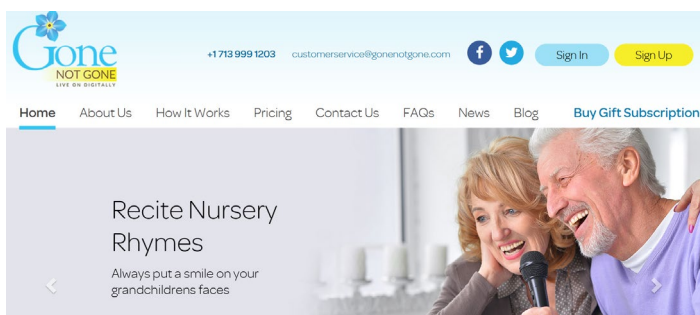 Gone
NOT GONE
LIVE ON DIGITALLY
+1 713 999 1203 customerservice@gonenotgone.com f Sign In Sign Up
Home About Us How It Works Pricing Contact Us FAQs News Blog Buy Gift Subscription
Recite Nursery
Rhymes
Always put a smile on your
grandchildrens faces